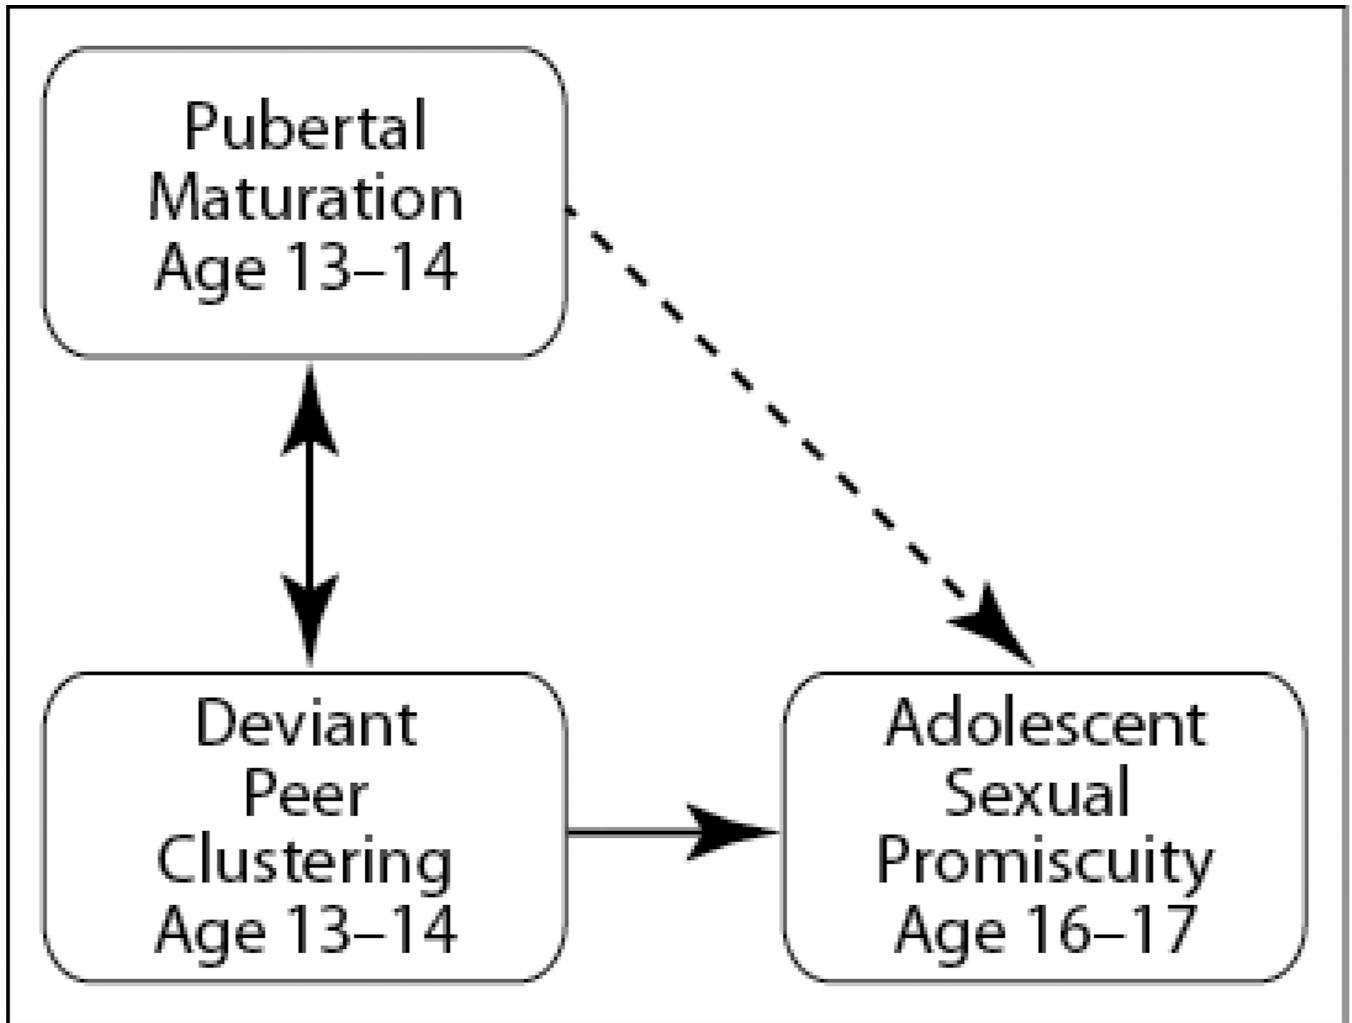 Pubertal
Maturation
Age 13–14
Deviant
Peer
Clustering
Age 13–14
Adolescent
Sexual
Promiscuity
Age 16–17